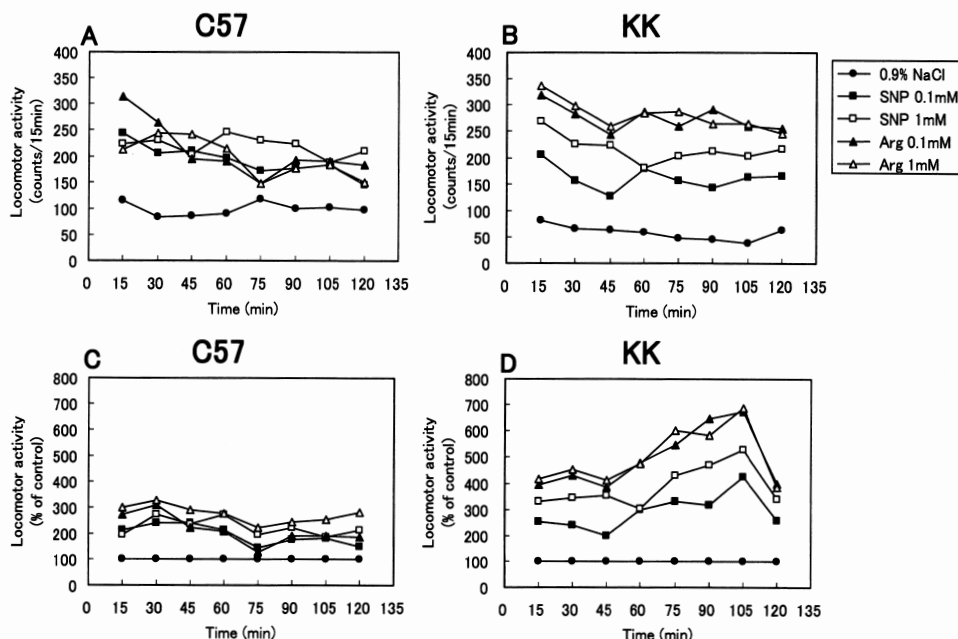 A
C57
Locomotor activity
(counts/15min)
400
350
300
250
200
150
100
50
0
0 15 30 45 60 75 90 105 120 135
Time (min)
B
KK
Locomotor activity
(counts/15min)
400
350
300
250
200
150
100
50
0
0 15 30 45 60 75 90 105 120 135
Time (min)
0.9% NaCl
SNP 0.1mM
SNP 1mM
Arg 0.1mM
Arg 1mM
C
C57
Locomotor activity
(% of control)
800
700
600
500
400
300
200
100
0
0 15 30 45 60 75 90 105 120 135
Time (min)
D
KK
Locomotor activity
(% of control)
800
700
600
500
400
300
200
100
0
0 15 30 45 60 75 90 105 120 135
Time (min)